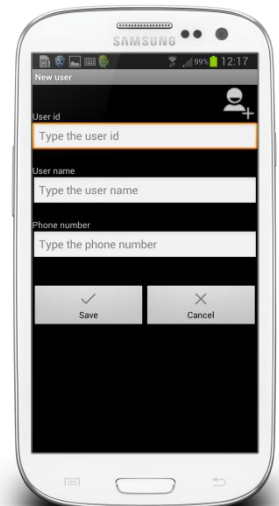 SAMSUNG
99% 12:17
New user
User id
Type the user id
User name
Type the user name
Phone number
Type the phone number
Save Cancel